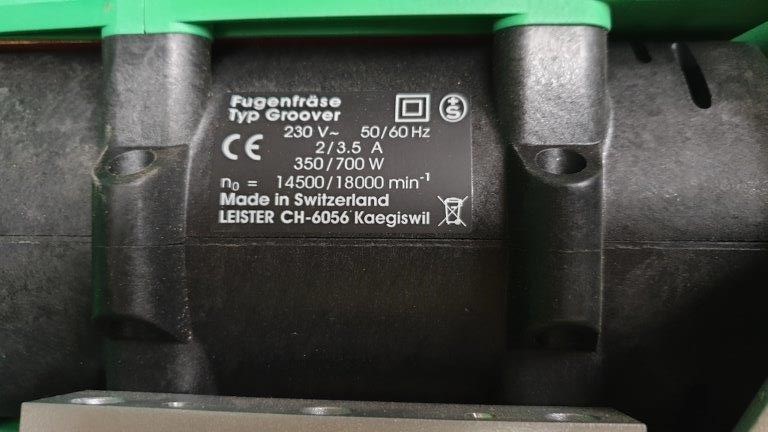 Fugenfräse
Typ Groover
230 V~ 50/60 Hz
2/3.5 A
CE
350/700 W
n₀ = 14500/18000 min⁻¹
Made in Switzerland
LEISTER CH-6056 Kaegiswil